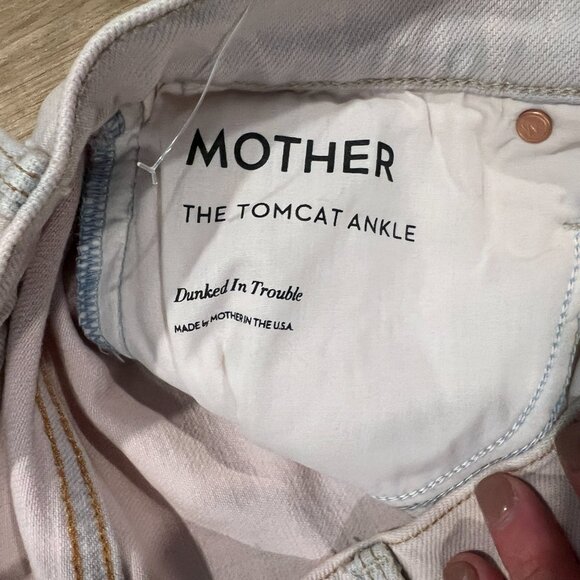 MOTHER
THE TOMCAT ANKLE
Dunked In Trouble
MADE by MOTHER IN THE U.S.A.